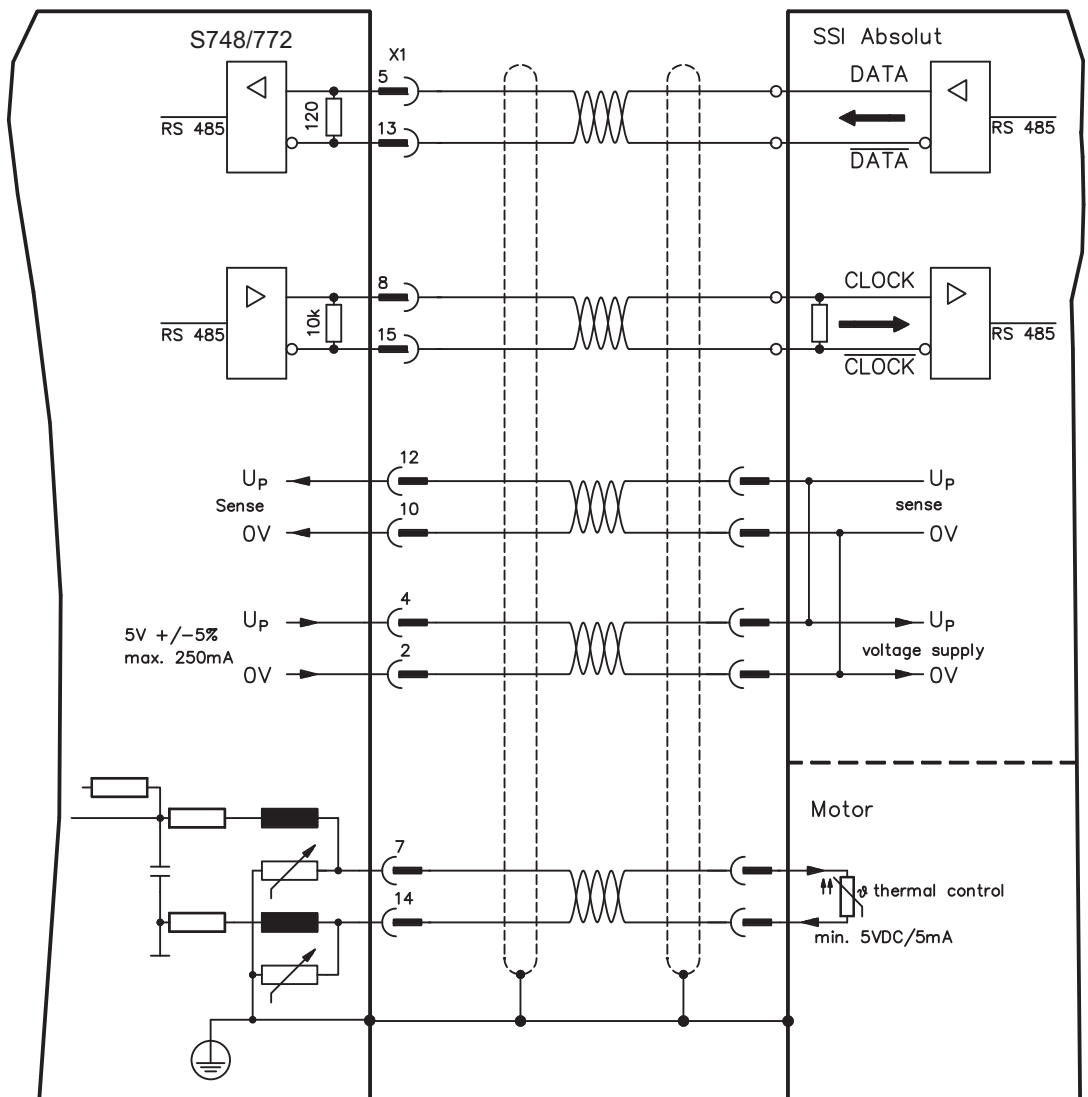 S748/772
SSI Absolut
X1
5
DATA
120
RS 485
13
RS 485
DATA
8
CLOCK
10k
RS 485
15
RS 485
CLOCK
12
UP
UP
Sense
10
sense
0V
0V
4
UP
UP
5V +/-5%
max. 250mA
2
voltage supply
0V
0V
Motor
7
ϑ thermal control
14
min. 5VDC/5mA